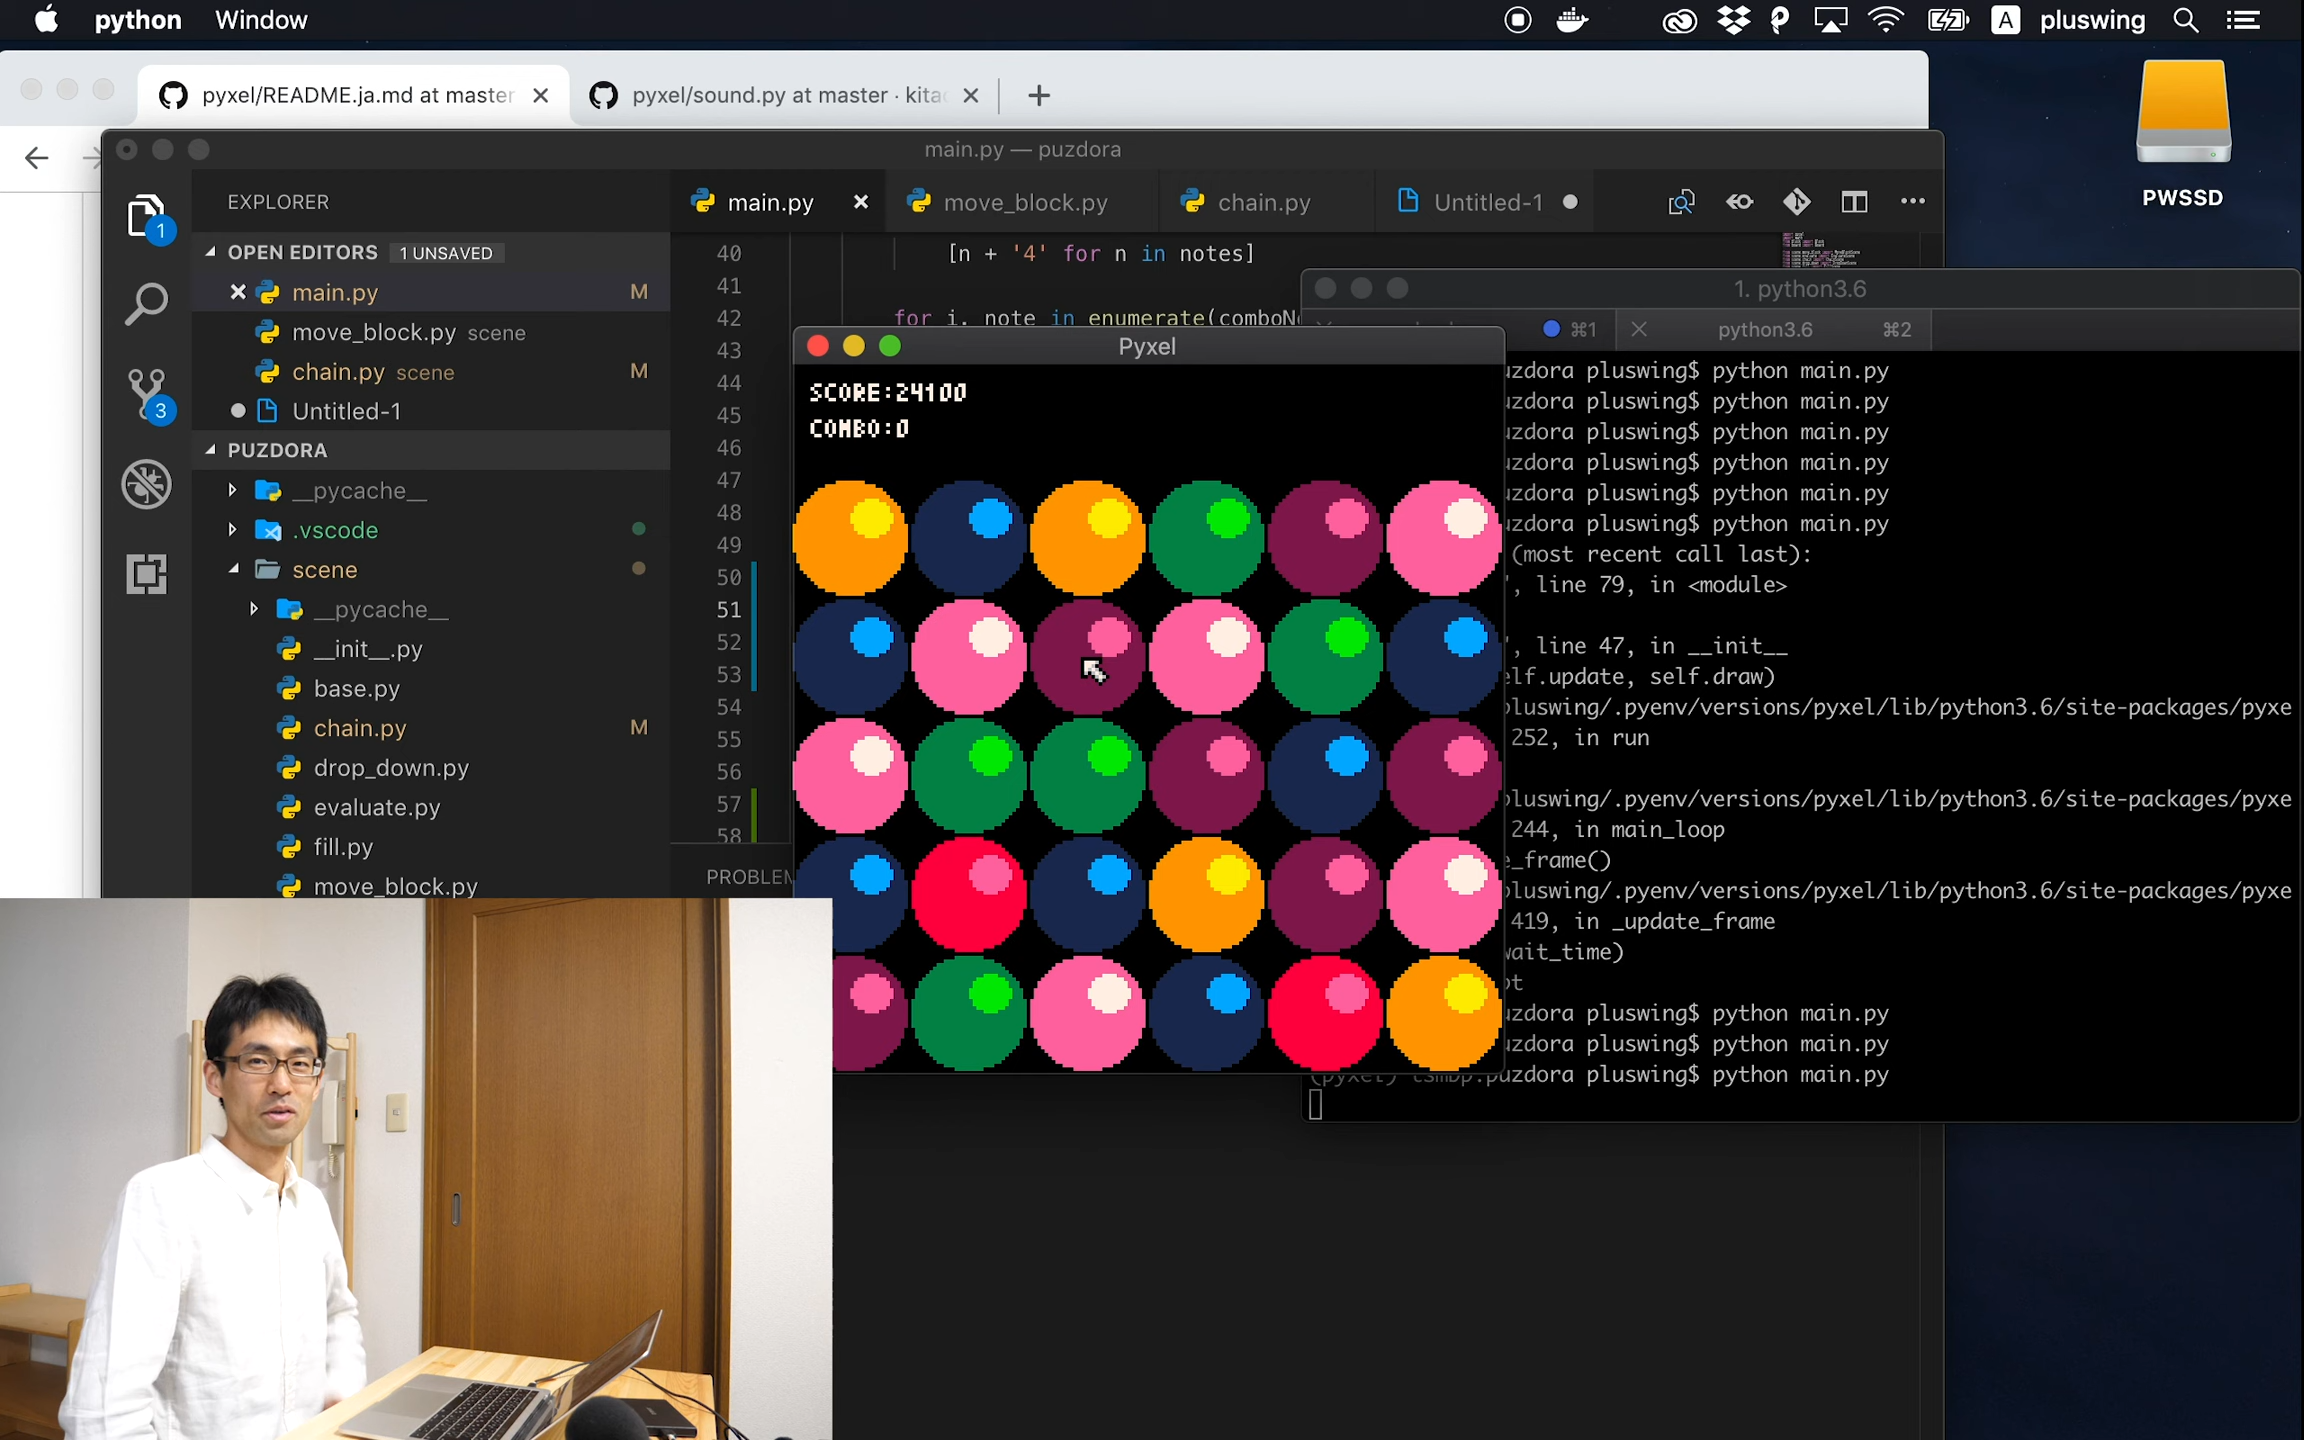 python Window
A pluswing
pyxel/README.ja.md at master
pyxel/sound.py at master · kitao
PWSSD
main.py — puzdora
EXPLORER
main.py
move_block.py
chain.py
Untitled-1
1
OPEN EDITORS 1 UNSAVED
main.py M
move_block.py scene
chain.py scene M
Untitled-1
3
PUZDORA
__pycache__
.vscode
scene
__pycache__
__init__.py
base.py
chain.py M
drop_down.py
evaluate.py
fill.py
move_block.py
40 [n + '4' for n in notes]
41
42 for i, note in enumerate(comboNo
43
44
45
46
47
48
49
50
51
52
53
54
55
56
57
58
PROBLEM
Pyxel
SCORE:24100
COMBO:0
1. python3.6
⌘1
python3.6 ⌘2
uzdora pluswing$ python main.py
uzdora pluswing$ python main.py
uzdora pluswing$ python main.py
uzdora pluswing$ python main.py
uzdora pluswing$ python main.py
uzdora pluswing$ python main.py
(most recent call last):
', line 79, in <module>
', line 47, in __init__
elf.update, self.draw)
pluswing/.pyenv/versions/pyxel/lib/python3.6/site-packages/pyxe
252, in run
pluswing/.pyenv/versions/pyxel/lib/python3.6/site-packages/pyxe
244, in main_loop
e_frame()
pluswing/.pyenv/versions/pyxel/lib/python3.6/site-packages/pyxe
419, in _update_frame
wait_time)
pt
uzdora pluswing$ python main.py
uzdora pluswing$ python main.py
(pyxel) tsmbp:puzdora pluswing$ python main.py